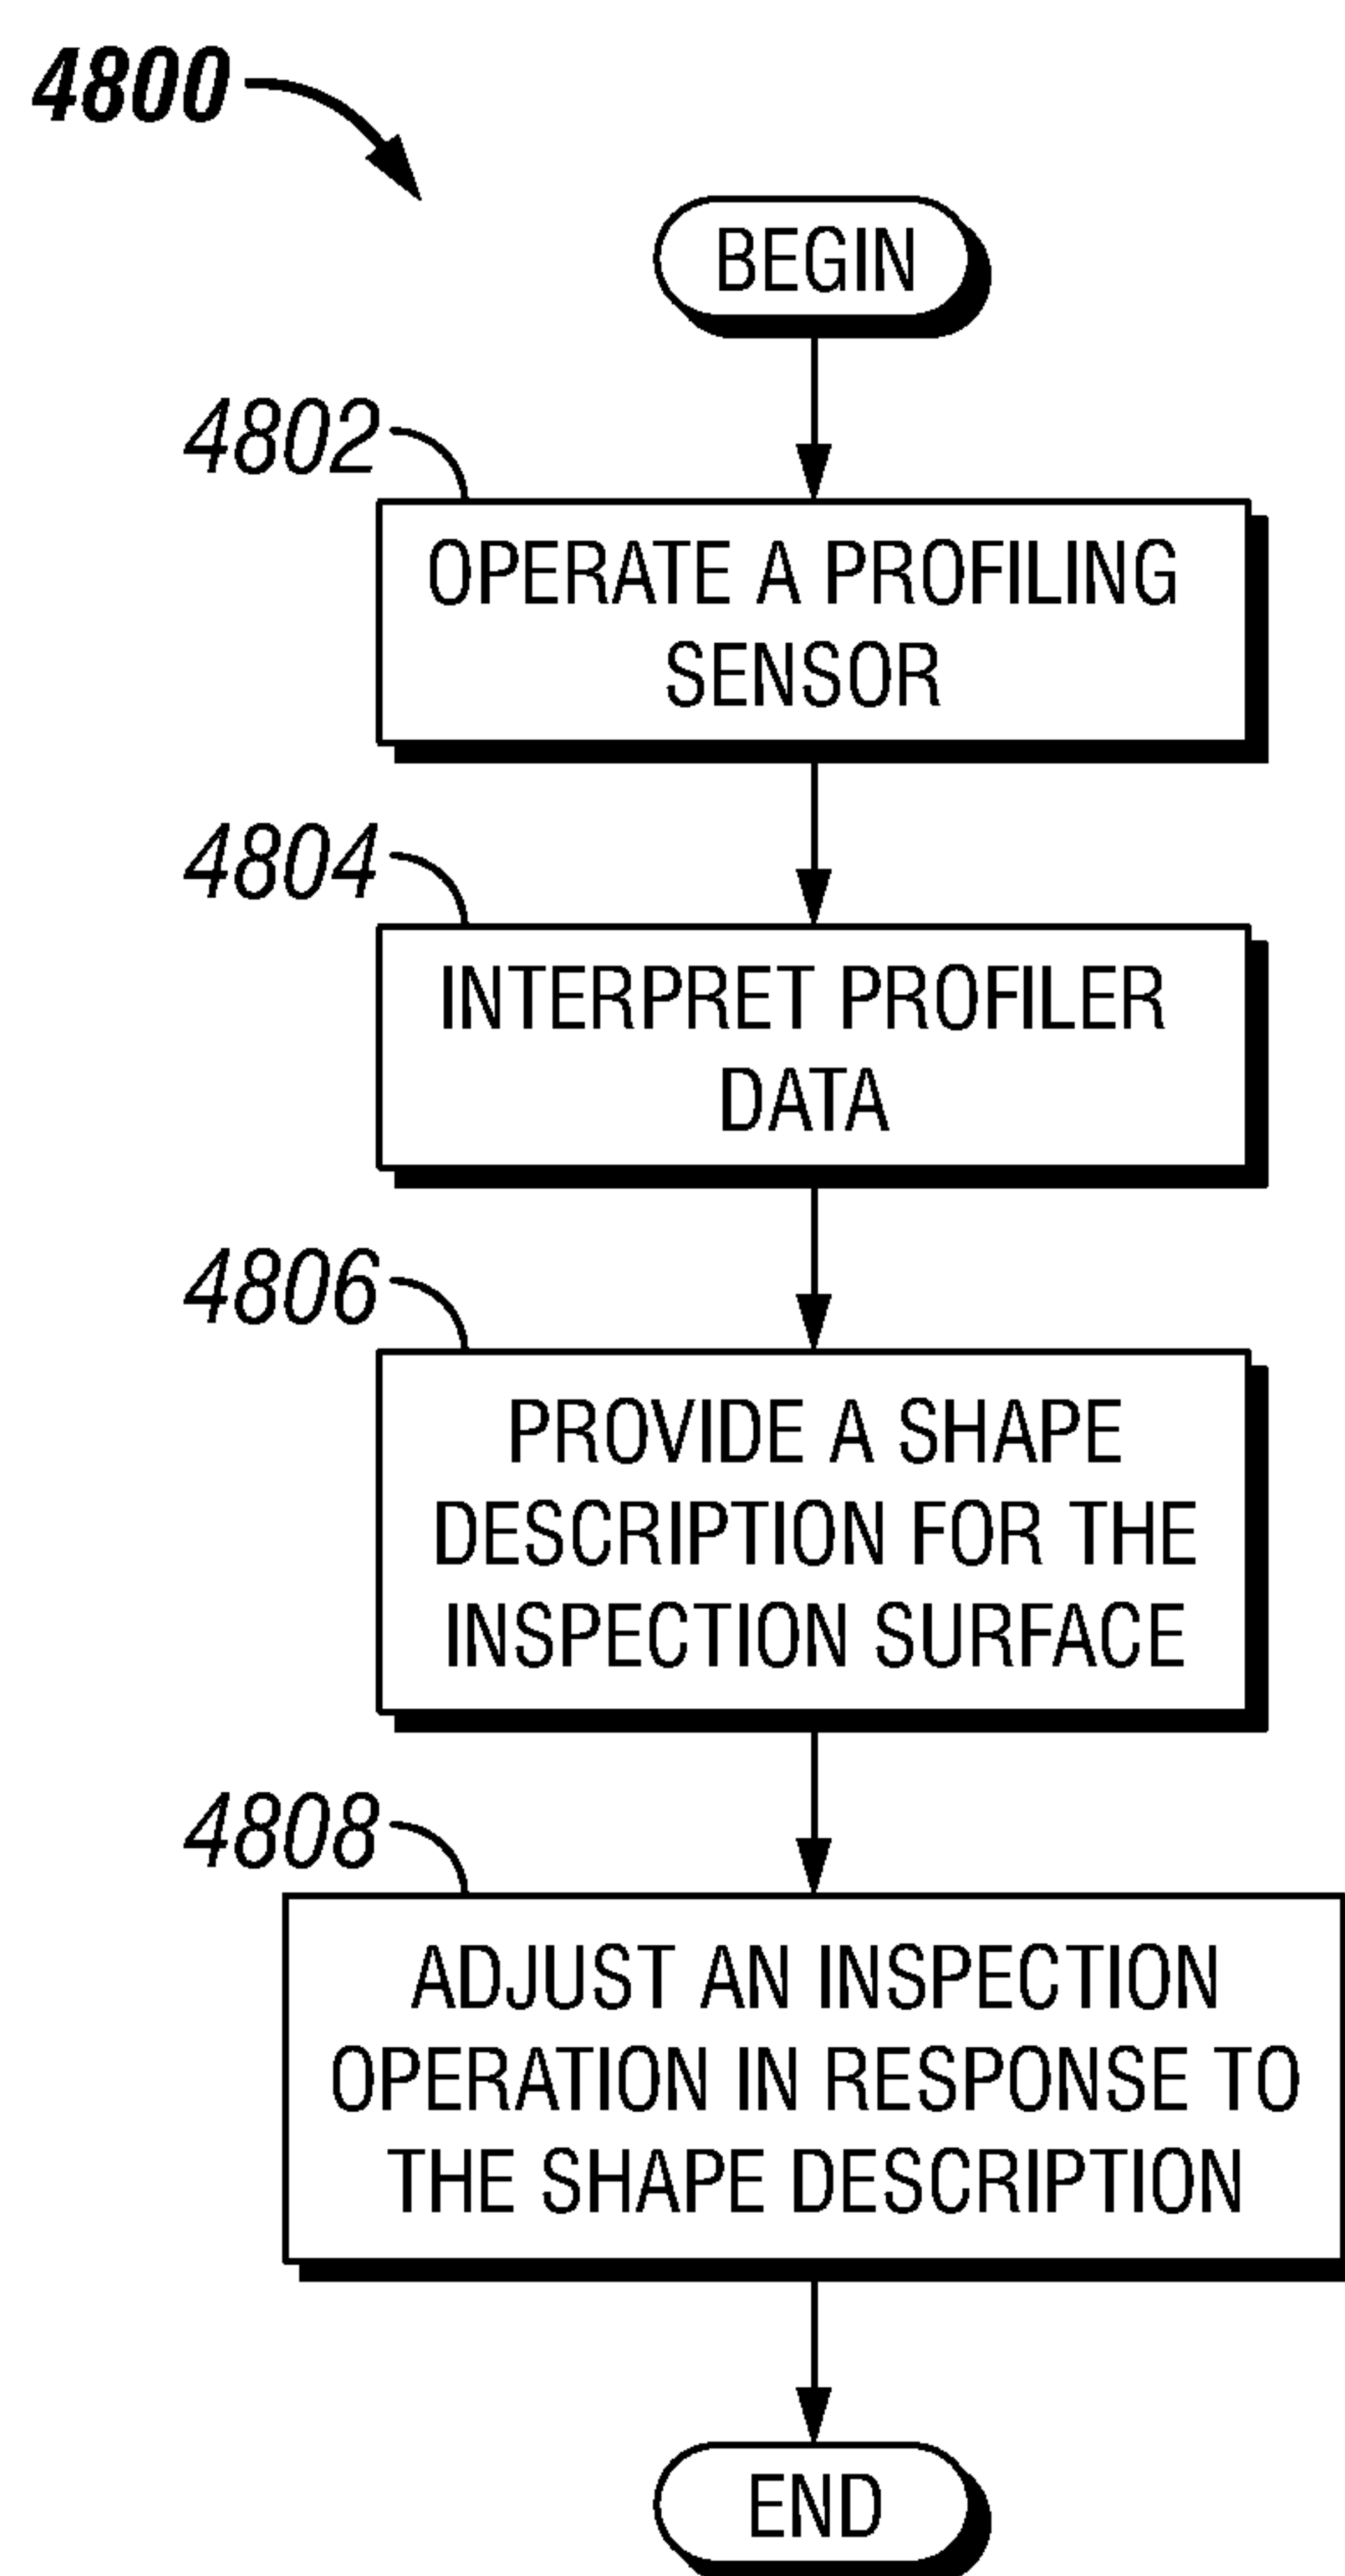 4800
BEGIN
4802
OPERATE A PROFILING
SENSOR
4804
INTERPRET PROFILER
DATA
4806
PROVIDE A SHAPE
DESCRIPTION FOR THE
INSPECTION SURFACE
4808
ADJUST AN INSPECTION
OPERATION IN RESPONSE TO
THE SHAPE DESCRIPTION
END